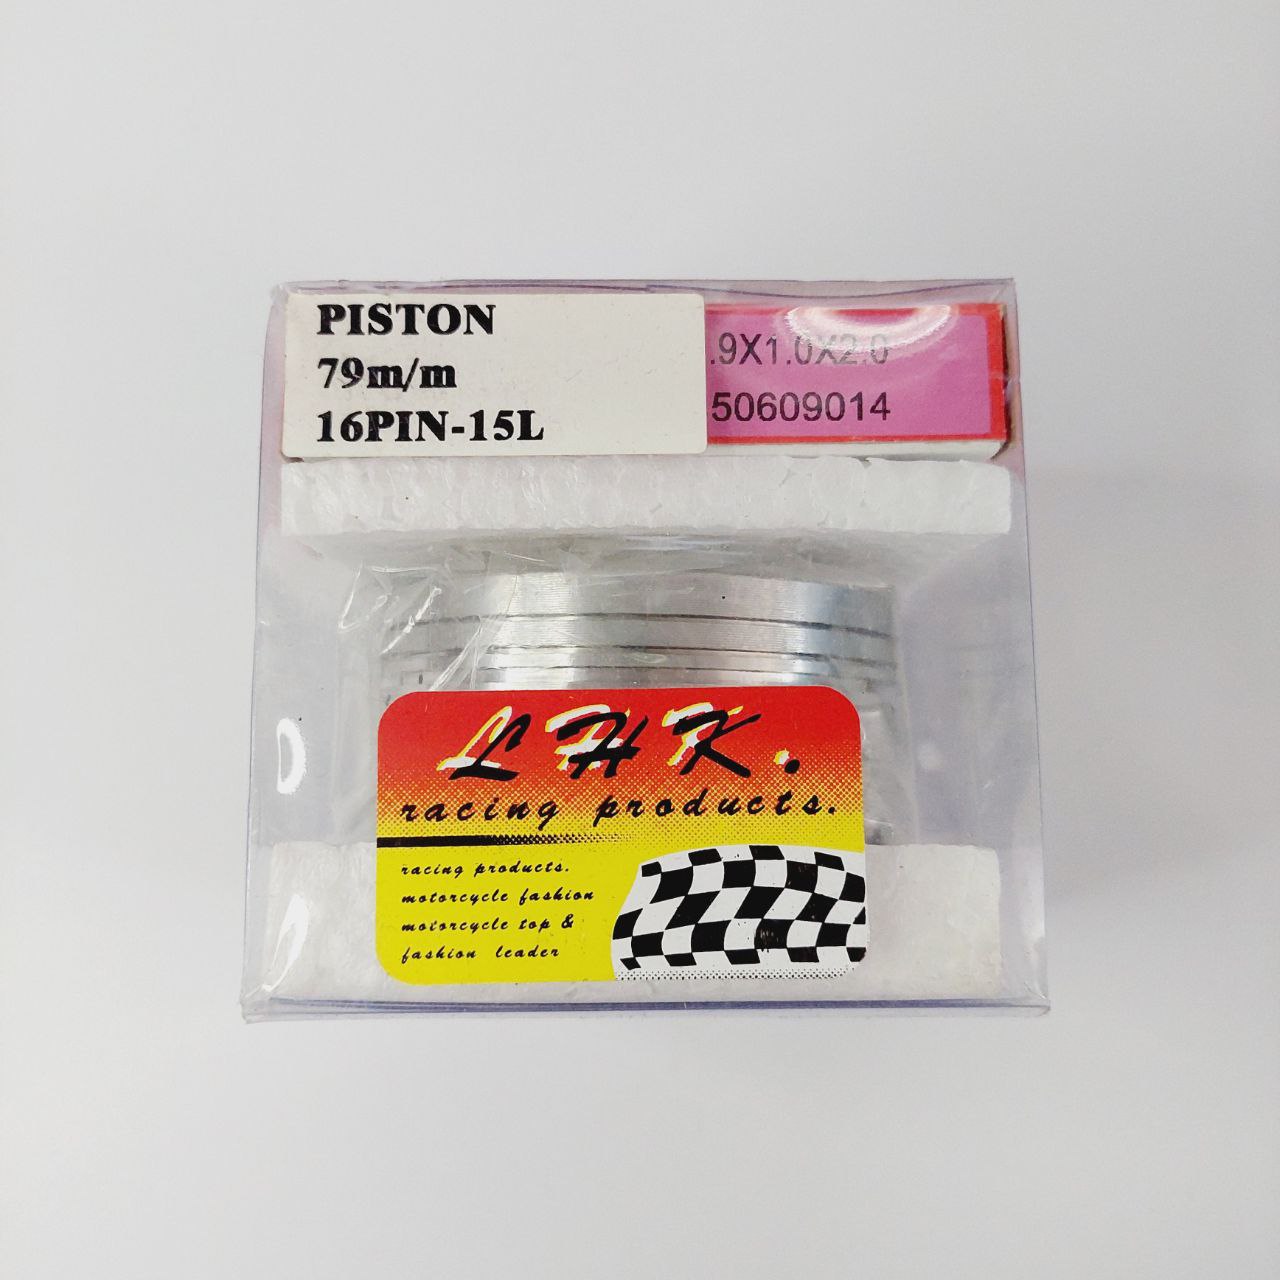 PISTON
79m/m
16PIN-15L
.9X1.0X2.0
50609014
LHK.
racing products.
racing products.
motorcycle fashion
motorcycle top &
fashion leader